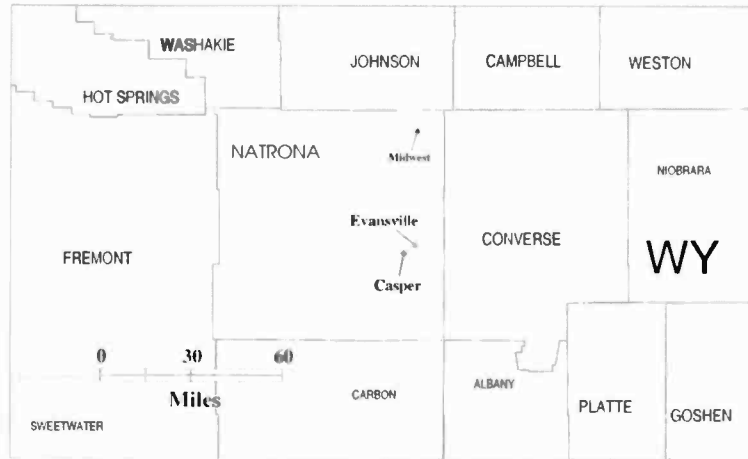 WASHAKIE
JOHNSON
CAMPBELL
WESTON
HOT SPRINGS
NATRONA
Midwest
NIOBRARA
Evansville
CONVERSE
FREMONT
WY
Casper
0 30 60
Miles
CARBON
ALBANY
PLATTE
GOSHEN
SWEETWATER